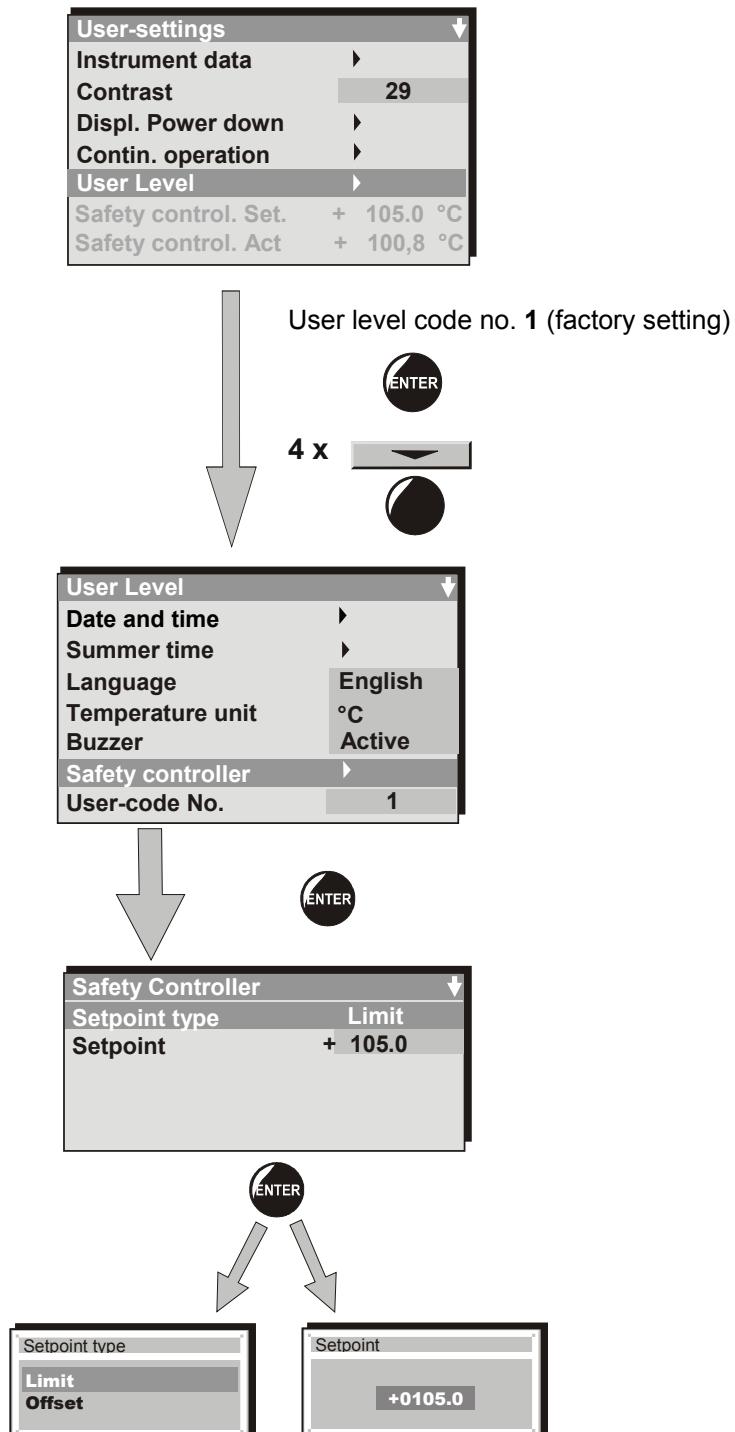 User-settings
Instrument data
Contrast 29
Displ. Power down
Contin. operation
User Level
Safety control. Set. + 105.0 °C
Safety control. Act + 100,8 °C
User level code no. 1 (factory setting)
ENTER
4 x
User Level
Date and time
Summer time
Language English
Temperature unit °C
Buzzer Active
Safety controller
User-code No. 1
ENTER
Safety Controller
Setpoint type Limit
Setpoint + 105.0
ENTER
Setpoint type
Limit
Offset
Setpoint
+0105.0